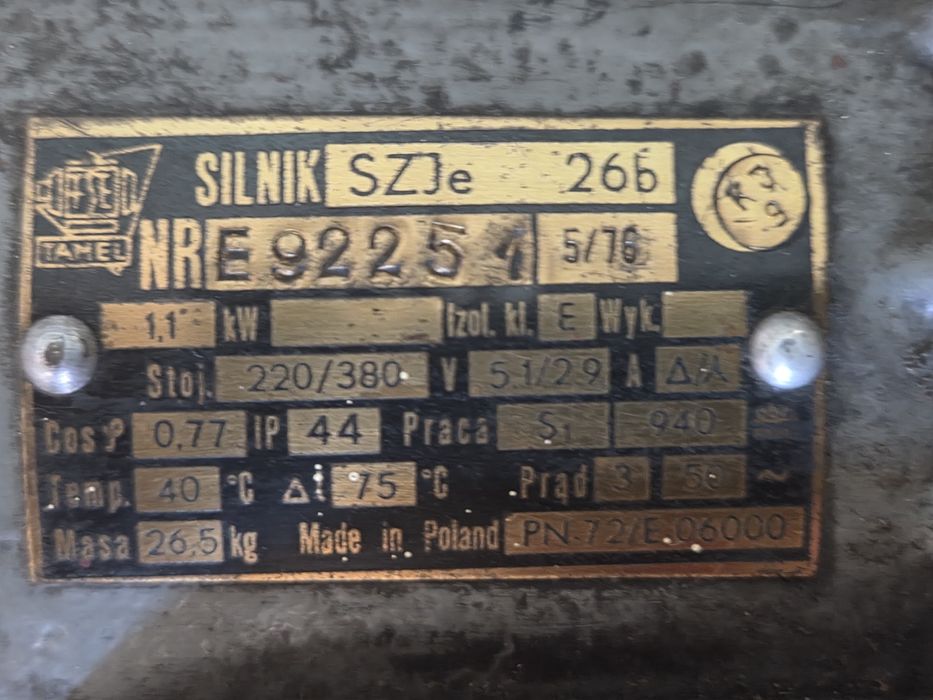 TAMEL
SILNIK SZJe 26b
NR E 92251 5/76
1,1 kW Izol. kl. E Wyk.
Stoj. 220/380 V 5.1/2.9 A Δ/Y
Cos φ 0,77 IP 44 Praca S1 940
Temp. 40 °C Δt 75 °C Prąd 3 50 ~
Masa 26,5 kg Made in Poland PN-72/E.06000